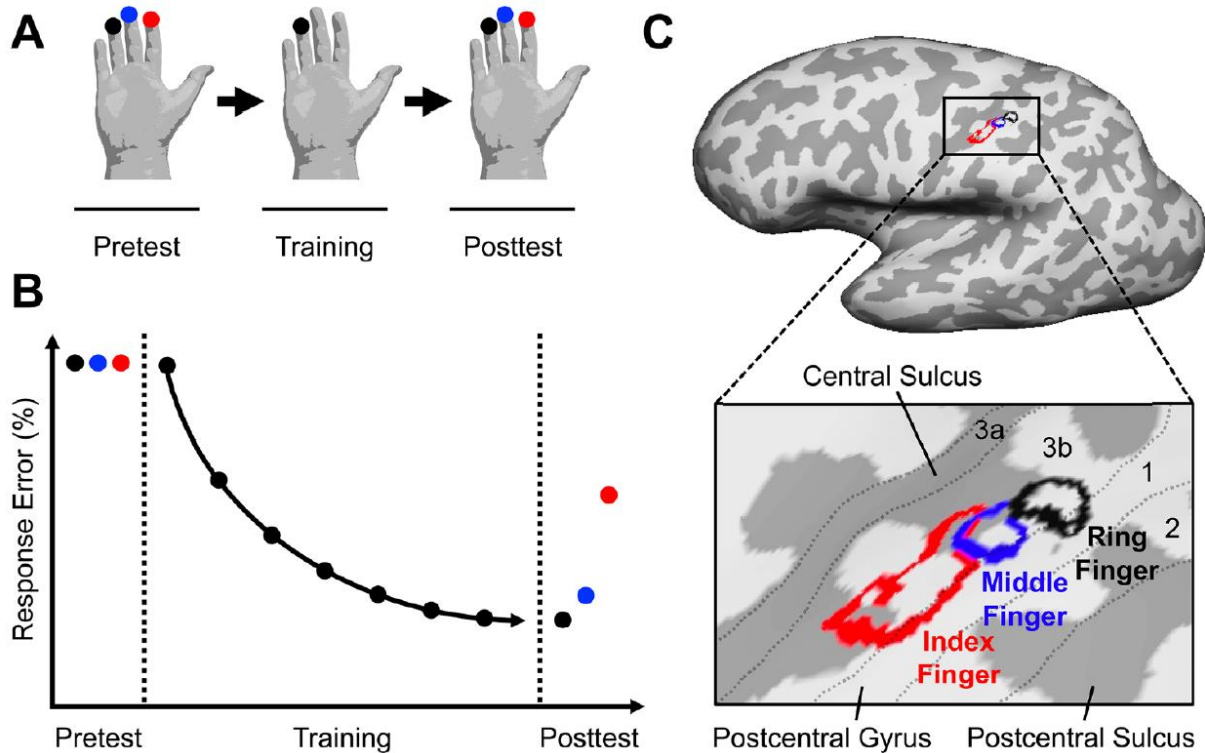 A
Pretest
Training
Posttest
B
Response Error (%)
Pretest
Training
Posttest
C
Central Sulcus
3a
3b
1
2
Ring
Finger
Middle
Finger
Index
Finger
Postcentral Gyrus
Postcentral Sulcus